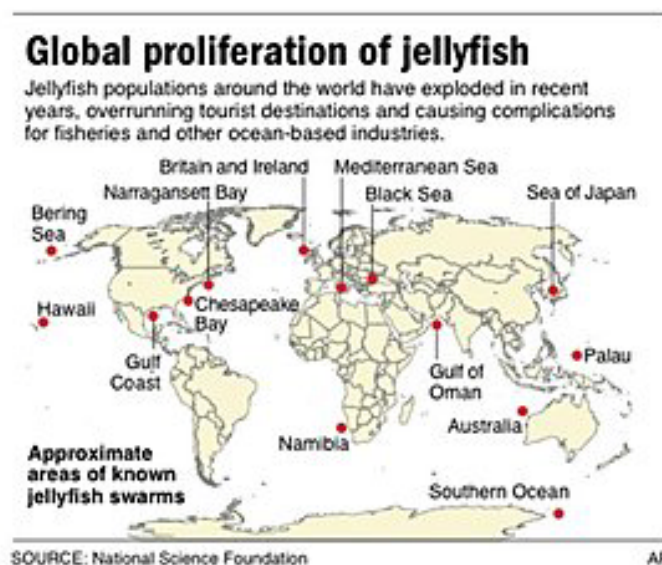 Global proliferation of jellyfish
Jellyfish populations around the world have exploded in recent
years, overrunning tourist destinations and causing complications
for fisheries and other ocean-based industries.
Britain and Ireland
Mediterranean Sea
Narragansett Bay
Black Sea
Sea of Japan
Bering
Sea
Hawaii
Chesapeake
Bay
Gulf
Coast
Gulf of
Oman
Palau
Namibia
Australia
Approximate
areas of known
jellyfish swarms
Southern Ocean
SOURCE: National Science Foundation